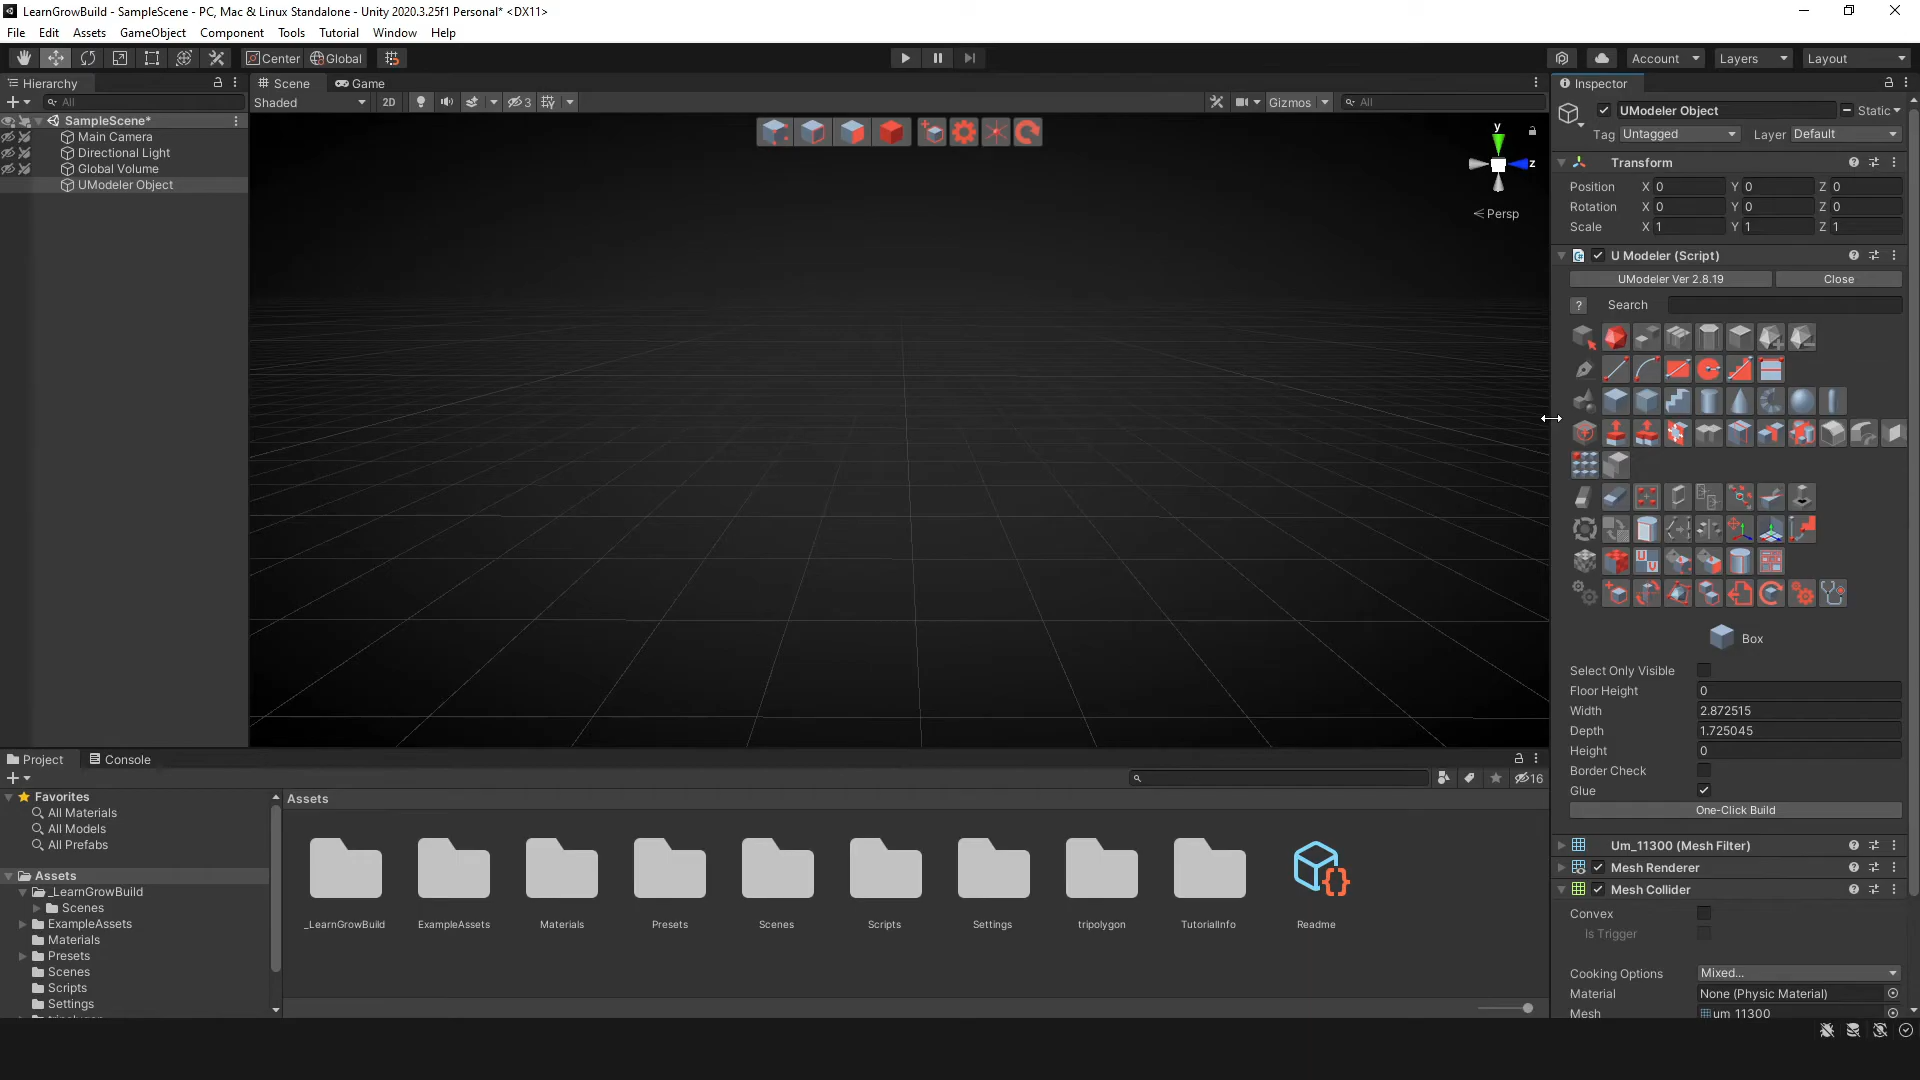 LearnGrowBuild - SampleScene - PC, Mac & Linux Standalone - Unity 2020.3.25f1 Personal* <DX11>
File Edit Assets GameObject Component Tools Tutorial Window Help
Center Global Account Layers Layout
Hierarchy
All
SampleScene*
Main Camera
Directional Light
Global Volume
UModeler Object
Scene Game
Shaded 2D 3 Gizmos All
y
z
Persp
Inspector
UModeler Object Static
Tag Untagged Layer Default
Transform
Position X 0 Y 0 Z 0
Rotation X 0 Y 0 Z 0
Scale X 1 Y 1 Z 1
U Modeler (Script)
UModeler Ver 2.8.19 Close
? Search
Box
Select Only Visible
Floor Height 0
Width 2.872515
Depth 1.725045
Height 0
Border Check
Glue
One-Click Build
Um_11300 (Mesh Filter)
Mesh Renderer
Mesh Collider
Convex
Is Trigger
Cooking Options Mixed...
Material None (Physic Material)
Mesh um_11300
Project Console
16
Favorites
All Materials
All Models
All Prefabs
Assets
_LearnGrowBuild
Scenes
ExampleAssets
Materials
Presets
Scenes
Scripts
Settings
Assets
_LearnGrowBuild ExampleAssets Materials Presets Scenes Scripts Settings tripolygon TutorialInfo Readme